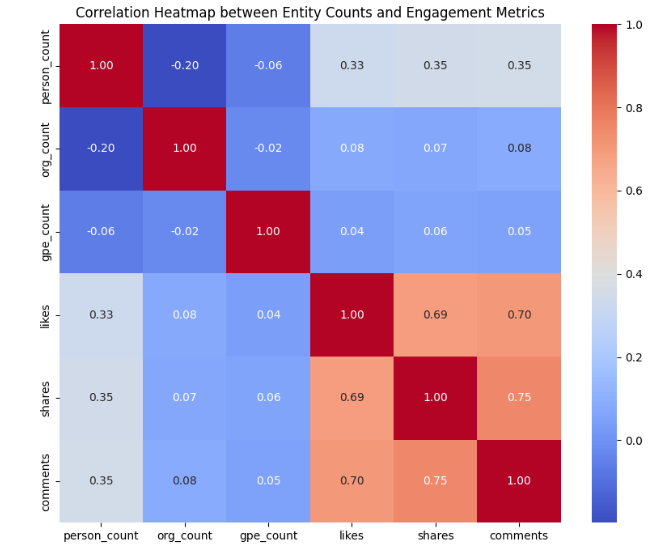 Correlation Heatmap between Entity Counts and Engagement Metrics
person_count 1.00 -0.20 -0.06 0.33 0.35 0.35
org_count -0.20 1.00 -0.02 0.08 0.07 0.08
gpe_count -0.06 -0.02 1.00 0.04 0.06 0.05
likes 0.33 0.08 0.04 1.00 0.69 0.70
shares 0.35 0.07 0.06 0.69 1.00 0.75
comments 0.35 0.08 0.05 0.70 0.75 1.00
person_count org_count gpe_count likes shares comments
1.0
0.8
0.6
0.4
0.2
0.0